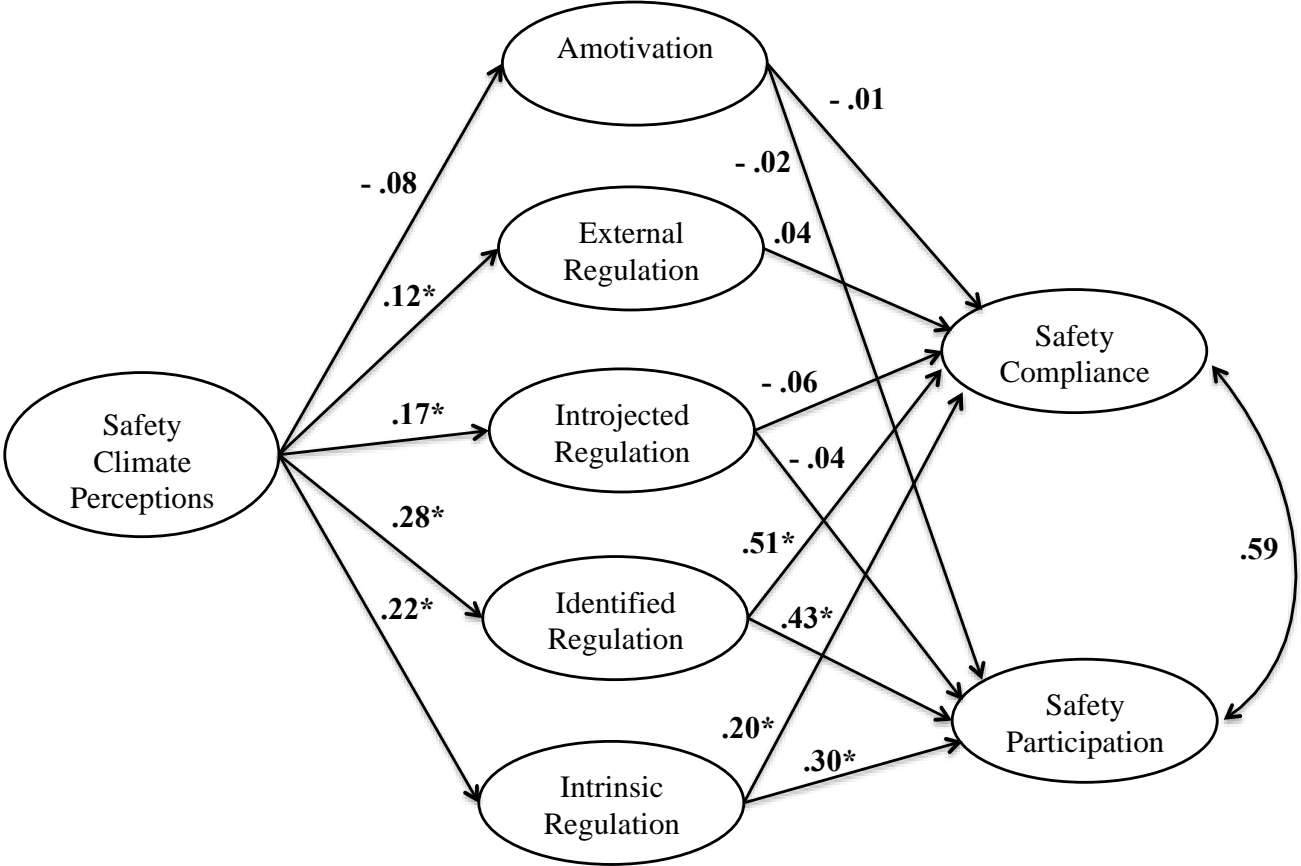 Amotivation
- .01
- .02
- .08
External
Regulation
.04
.12*
Safety
Compliance
Introjected
Regulation
- .06
.17*
Safety
Climate
Perceptions
- .04
.28*
.51*
.59
Identified
Regulation
.22*
.43*
Safety
Participation
.20*
.30*
Intrinsic
Regulation